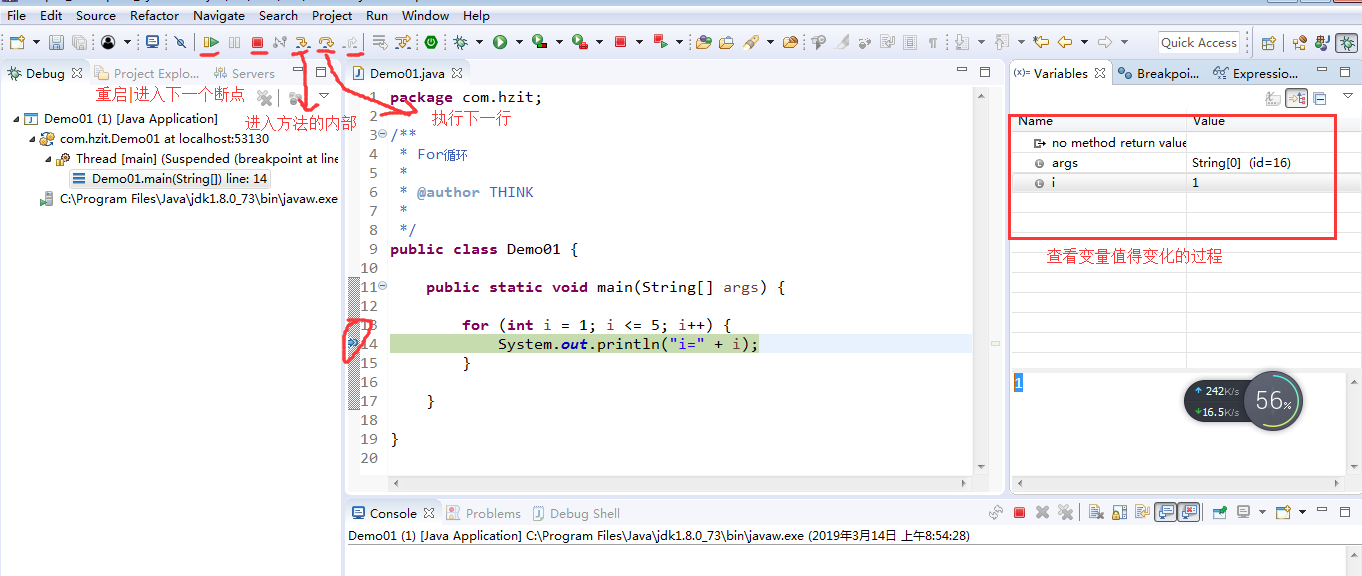 File Edit Source Refactor Navigate Search Project Run Window Help
Quick Access
Debug Project Explo... Servers
重启|进入下一个断点
进入方法的内部
Demo01 (1) [Java Application]
com.hzit.Demo01 at localhost:53130
Thread [main] (Suspended (breakpoint at line
Demo01.main(String[]) line: 14
C:\Program Files\Java\jdk1.8.0_73\bin\javaw.exe
Demo01.java
执行下一行
1 package com.hzit;
2
3 /**
4 * For循环
5 *
6 * @author THINK
7 *
8 */
9 public class Demo01 {
10
11 public static void main(String[] args) {
12
13 for (int i = 1; i <= 5; i++) {
14 System.out.println("i=" + i);
15 }
16
17 }
18
19 }
20
Variables Breakpoi... Expressio...
Name Value
no method return value
args String[0] (id=16)
i 1
查看变量值得变化的过程
1
242K/s
16.5K/s
56%
Console Problems Debug Shell
Demo01 (1) [Java Application] C:\Program Files\Java\jdk1.8.0_73\bin\javaw.exe (2019年3月14日 上午8:54:28)